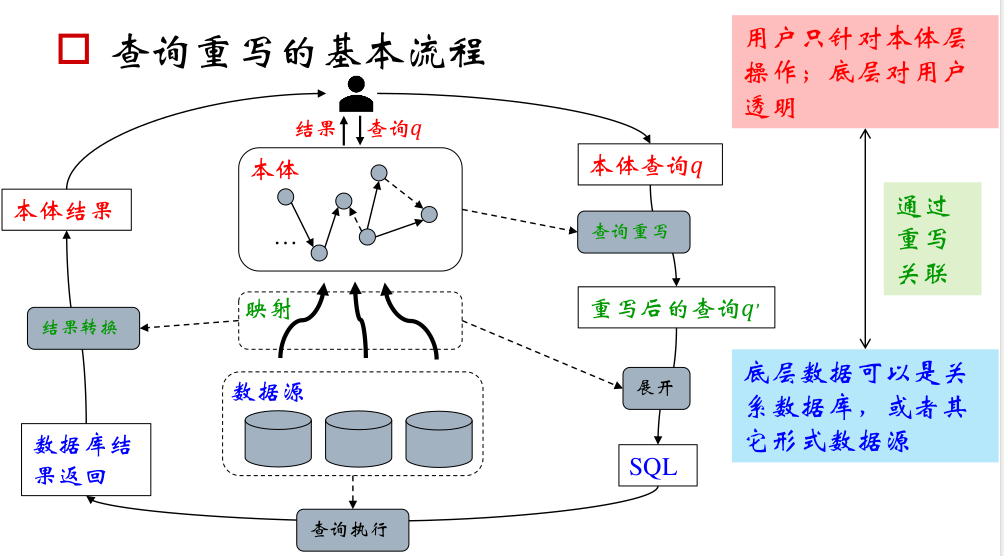 查询重写的基本流程
用户只针对本体层
操作；底层对用户
透明
结果
查询q
本体
...
本体查询q
本体结果
查询重写
通过
重写
关联
映射
重写后的查询q’
结果转换
数据源
展开
底层数据可以是关
系数据库，或者其
它形式数据源
数据库结
果返回
SQL
查询执行